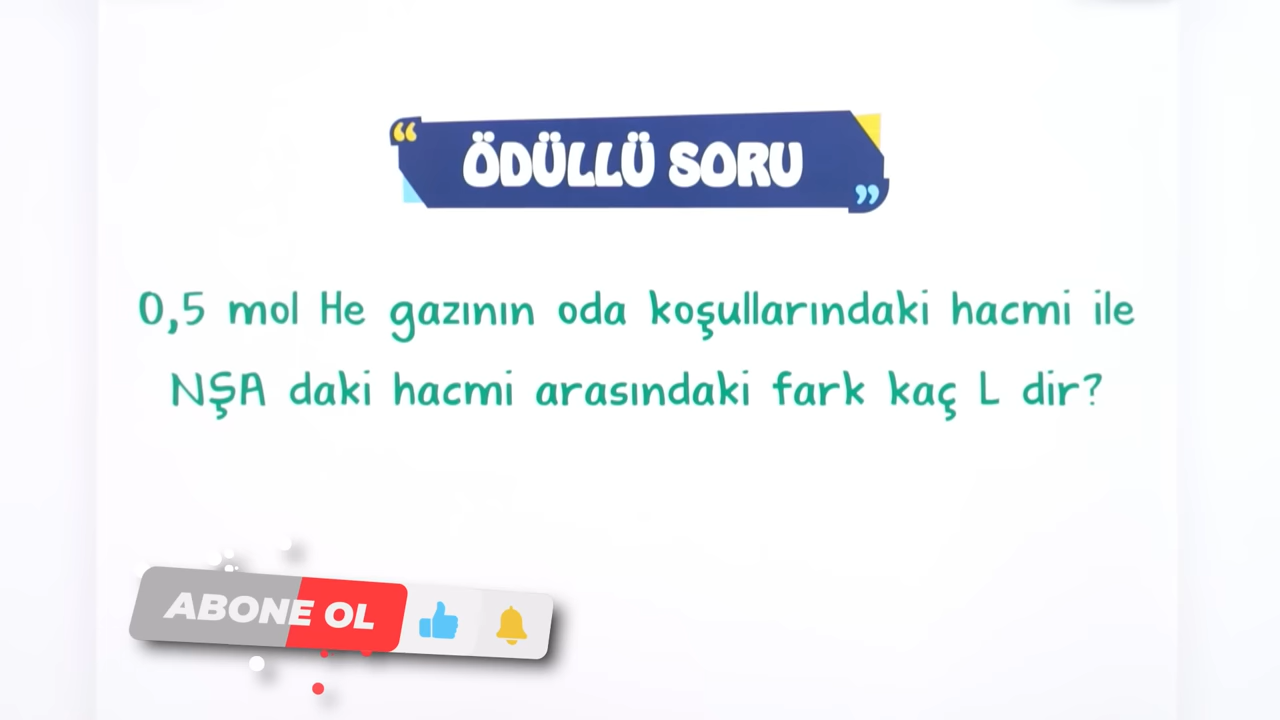 “ ÖDÜLLÜ SORU ”
0,5 mol He gazının oda koşullarındaki hacmi ile
NŞA daki hacmi arasındaki fark kaç L dir?
ABONE OL